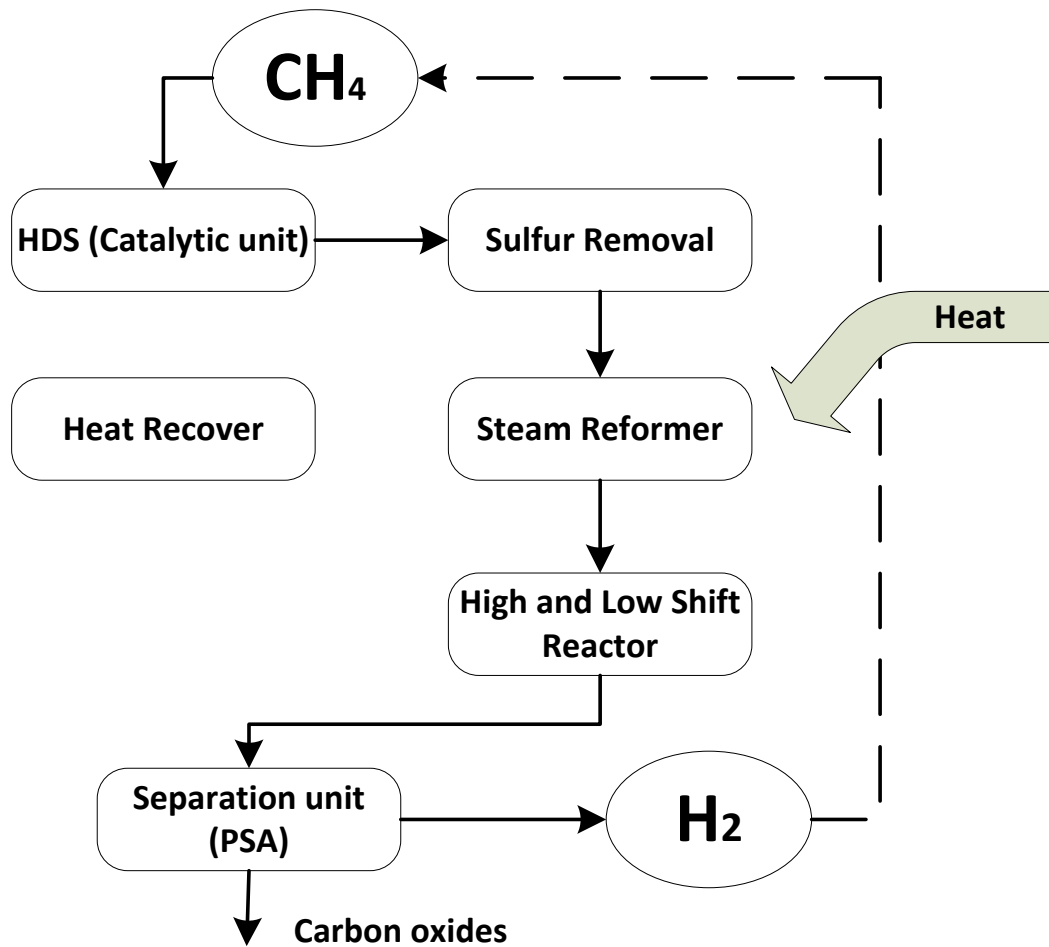 CH4
HDS (Catalytic unit)
Sulfur Removal
Heat
Heat Recover
Steam Reformer
High and Low Shift
Reactor
Separation unit
(PSA)
H2
Carbon oxides